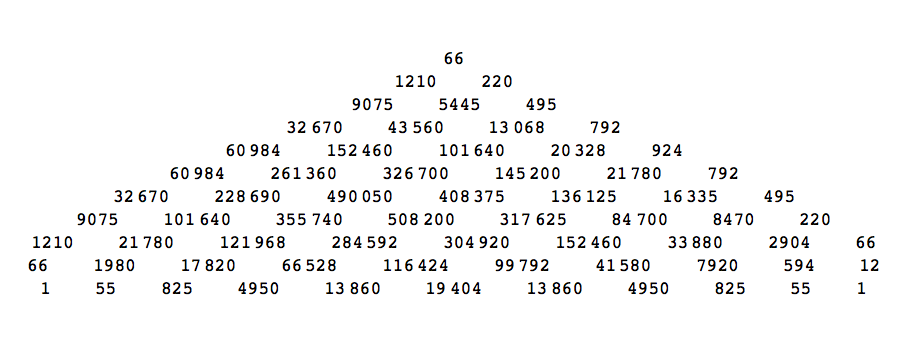 66
1210 220
9075 5445 495
32 670 43 560 13 068 792
60 984 152 460 101 640 20 328 924
60 984 261 360 326 700 145 200 21 780 792
32 670 228 690 490 050 408 375 136 125 16 335 495
9075 101 640 355 740 508 200 317 625 84 700 8470 220
1210 21 780 121 968 284 592 304 920 152 460 33 880 2904 66
66 1980 17 820 66 528 116 424 99 792 41 580 7920 594 12
1 55 825 4950 13 860 19 404 13 860 4950 825 55 1